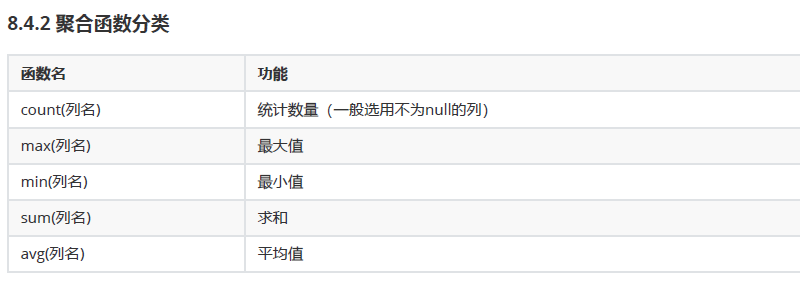 8.4.2 聚合函数分类
函数名 功能
count(列名) 统计数量（一般选用不为null的列）
max(列名) 最大值
min(列名) 最小值
sum(列名) 求和
avg(列名) 平均值